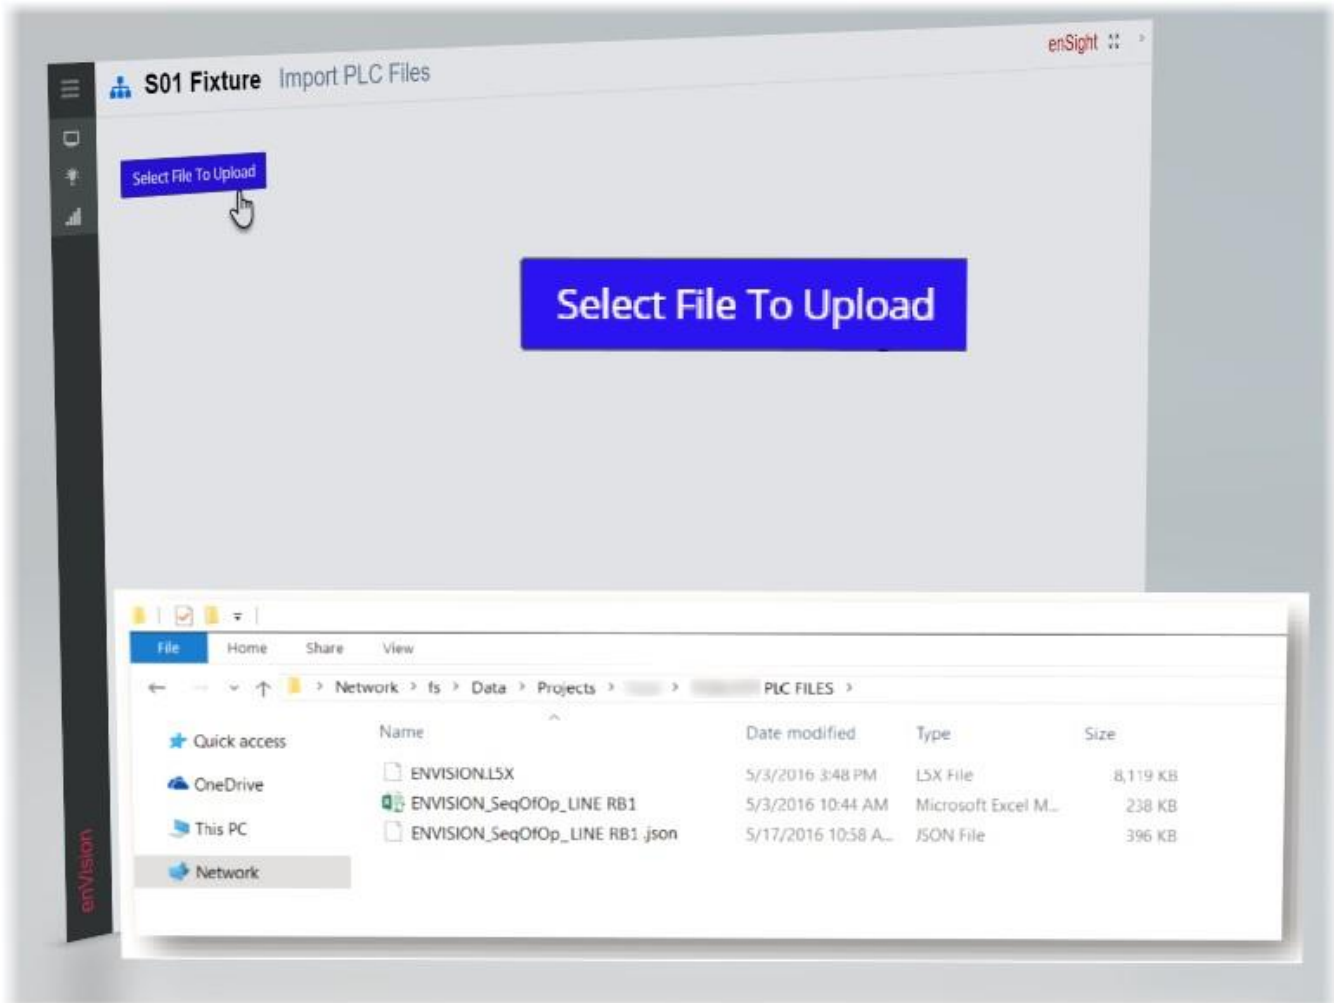 enSight
S01 Fixture Import PLC Files
Select File To Upload
Select File To Upload
File Home Share View
Network > fs > Data > Projects > > PLC FILES >
Quick access
OneDrive
This PC
Network
Name Date modified Type Size
ENVISION.L5X 5/3/2016 3:48 PM L5X File 8,119 KB
ENVISION_SeqOfOp_LINE RB1 5/3/2016 10:44 AM Microsoft Excel M... 238 KB
ENVISION_SeqOfOp_LINE RB1 .json 5/17/2016 10:58 A... JSON File 396 KB
enVision